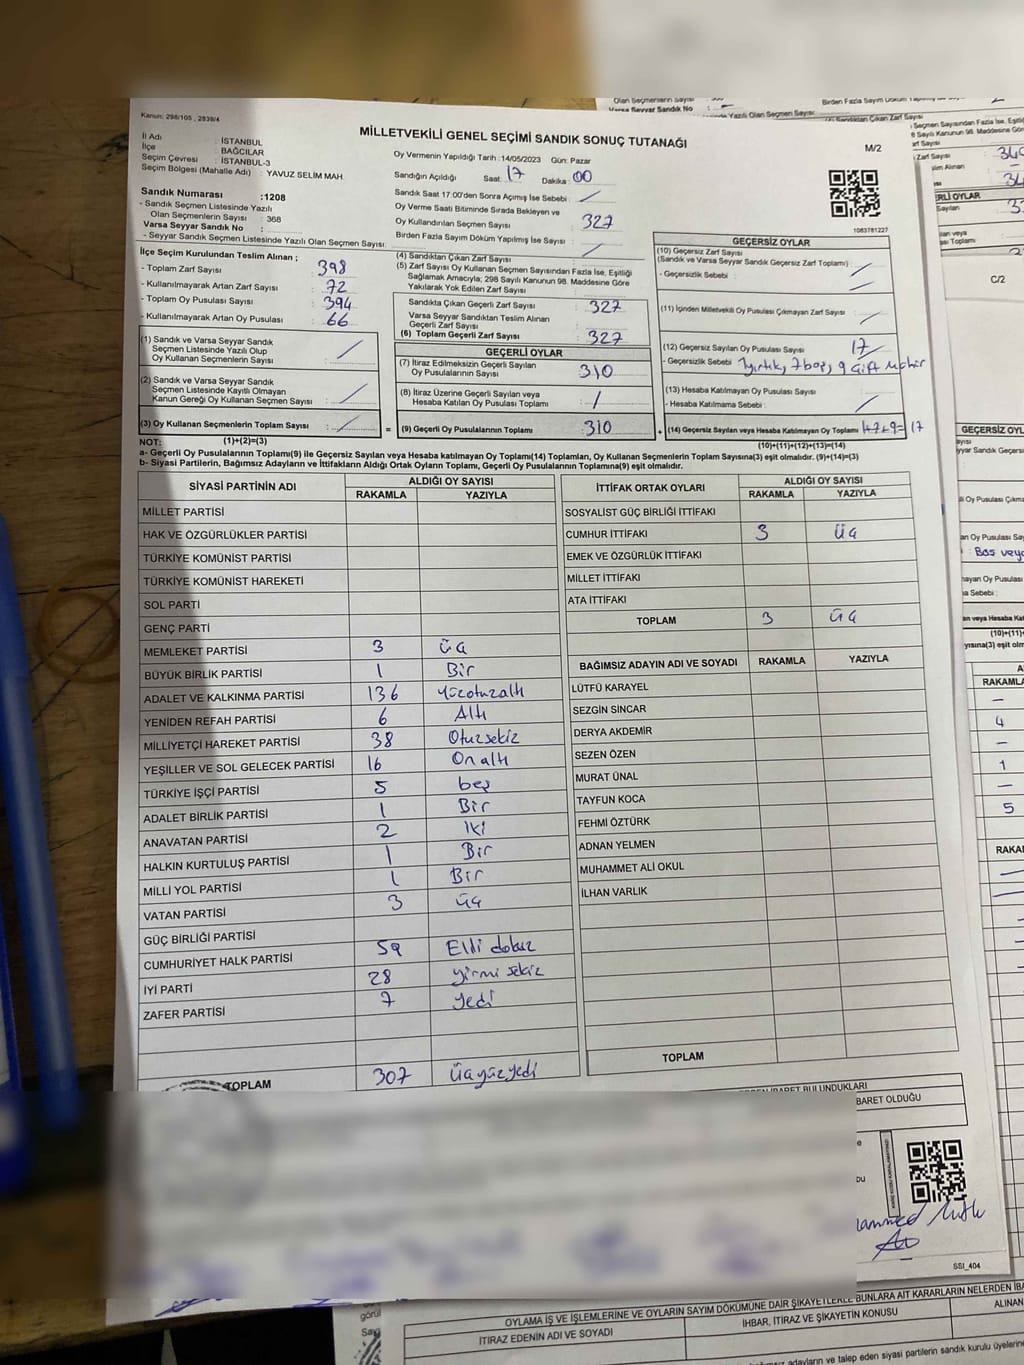 Kanun: 298/105 , 2839/4
MİLLETVEKİLİ GENEL SEÇİMİ SANDIK SONUÇ TUTANAĞI
M/2
İl Adı : İSTANBUL
İlçe : BAĞCILAR
Seçim Çevresi : İSTANBUL-3
Seçim Bölgesi (Mahalle Adı) : YAVUZ SELİM MAH.
Sandık Numarası :1208
- Sandık Seçmen Listesinde Yazılı
Olan Seçmenlerin Sayısı : 368
Varsa Seyyar Sandık No :
- Seyyar Sandık Seçmen Listesinde Yazılı Olan Seçmen Sayısı:
Oy Vermenin Yapıldığı Tarih :14/05/2023 Gün: Pazar
Sandığın Açıldığı Saat: 17 Dakika: 00
Sandık Saat 17:00'den Sonra Açımış İse Sebebi : /
Oy Verme Saati Bitiminde Sırada Bekleyen ve
Oy Kullandırılan Seçmen Sayısı : 327
Birden Fazla Sayım Döküm Yapılmış İse Sayısı : /
1083781227
İlçe Seçim Kurulundan Teslim Alınan ;
- Toplam Zarf Sayısı : 398
- Kullanılmayarak Artan Zarf Sayısı : 72
- Toplam Oy Pusulası Sayısı : 394
- Kullanılmayarak Artan Oy Pusulası : 66
(1) Sandık ve Varsa Seyyar Sandık
Seçmen Listesinde Yazılı Olup
Oy Kullanan Seçmenlerin Sayısı : /
(2) Sandık ve Varsa Seyyar Sandık
Seçmen Listesinde Kayıtlı Olmayan
Kanun Gereği Oy Kullanan Seçmen Sayısı : /
(3) Oy Kullanan Seçmenlerin Toplam Sayısı : /
(4) Sandıktan Çıkan Zarf Sayısı :
(5) Zarf Sayısı Oy Kullanan Seçmen Sayısından Fazla İse, Eşitliği
Sağlamak Amacıyla; 298 Sayılı Kanunun 98. Maddesine Göre
Yakılarak Yok Edilen Zarf Sayısı :
Sandıkta Çıkan Geçerli Zarf Sayısı : 327
Varsa Seyyar Sandıktan Teslim Alınan
Geçerli Zarf Sayısı :
(6) Toplam Geçerli Zarf Sayısı : 327
GEÇERLİ OYLAR
(7) İtiraz Edilmeksizin Geçerli Sayılan
Oy Pusulalarının Sayısı : 310
(8) İtiraz Üzerine Geçerli Sayılan veya
Hesaba Katılan Oy Pusulası Toplamı : /
= (9) Geçerli Oy Pusulalarının Toplamı : 310
GEÇERSİZ OYLAR
(10) Geçersiz Zarf Sayısı
(Sandık ve Varsa Seyyar Sandık Geçersiz Zarf Toplamı) : /
- Geçersizlik Sebebi : /
(11) İçinden Milletvekili Oy Pusulası Çıkmayan Zarf Sayısı : /
(12) Geçersiz Sayılan Oy Pusulası Sayısı : 17
- Geçersizlik Sebebi : 1 yırtık, 7 boş, 9 Çift mühür
(13) Hesaba Katılmayan Oy Pusulası Sayısı : /
- Hesaba Katılmama Sebebi : /
+ (14) Geçersiz Sayılan veya Hesaba Katılmayan Oy Toplamı : 1+7+9= 17
NOT: (1)+(2)=(3)
(10)+(11)+(12)+(13)=(14)
a- Geçerli Oy Pusulasının Toplamı(9) ile Geçersiz Sayılan veya Hesaba katılmayan Oy Toplamı(14) Toplamları, Oy Kullanan Seçmenlerin Toplam Sayısına(3) eşit olmalıdır. (9)+(14)=(3)
b- Siyasi Partilerin, Bağımsız Adayların ve İttifakların Aldığı Ortak Oyların Toplamı, Geçerli Oy Pusulalarının Toplamına(9) eşit olmalıdır.
SİYASİ PARTİNİN ADI ALDIĞI OY SAYISI
RAKAMLA YAZIYLA
MİLLET PARTİSİ
HAK VE ÖZGÜRLÜKLER PARTİSİ
TÜRKİYE KOMÜNİST PARTİSİ
TÜRKİYE KOMÜNİST HAREKETİ
SOL PARTİ
GENÇ PARTİ
MEMLEKET PARTİSİ 3 üç
BÜYÜK BİRLİK PARTİSİ 1 Bir
ADALET VE KALKINMA PARTİSİ 136 Yüzotuzaltı
YENİDEN REFAH PARTİSİ 6 Altı
MİLLİYETÇİ HAREKET PARTİSİ 38 Otuzsekiz
YEŞİLLER VE SOL GELECEK PARTİSİ 16 Onaltı
TÜRKİYE İŞÇİ PARTİSİ 5 beş
ADALET BİRLİK PARTİSİ 1 Bir
ANAVATAN PARTİSİ 2 İki
HALKIN KURTULUŞ PARTİSİ 1 Bir
MİLLİ YOL PARTİSİ 1 Bir
VATAN PARTİSİ 3 üç
GÜÇ BİRLİĞİ PARTİSİ
CUMHURİYET HALK PARTİSİ 59 Elli dokuz
İYİ PARTİ 28 yirmi sekiz
ZAFER PARTİSİ 7 yedi
TOPLAM 307 Üçyüzyedi
İTTİFAK ORTAK OYLARI ALDIĞI OY SAYISI
RAKAMLA YAZIYLA
SOSYALİST GÜÇ BİRLİĞİ İTTİFAKI
CUMHUR İTTİFAKI 3 üç
EMEK VE ÖZGÜRLÜK İTTİFAKI
MİLLET İTTİFAKI
ATA İTTİFAKI
TOPLAM 3 üç
BAĞIMSIZ ADAYIN ADI VE SOYADI RAKAMLA YAZIYLA
LÜTFÜ KARAYEL
SEZGİN SİNCAR
DERYA AKDEMİR
SEZEN ÖZEN
MURAT ÜNAL
TAYFUN KOCA
FEHMİ ÖZTÜRK
ADNAN YELMEN
MUHAMMET ALİ OKUL
İLHAN VARLIK
TOPLAM
BULUNDUKLARI
BARET OLDUĞU
SSI_404
C/2
OYLAMA İŞ VE İŞLEMLERİNE VE OYLARIN SAYIM DÖKÜMÜNE DAİR ŞİKAYETLERLE BUNLARA AİT KARARLARIN NELERDEN
İTİRAZ EDENİN ADI VE SOYADI
İHBAR, İTİRAZ VE ŞİKAYETİN KONUSU
ALINAN
adayların ve talep eden siyasi partilerin sandık kurulu üyelerine